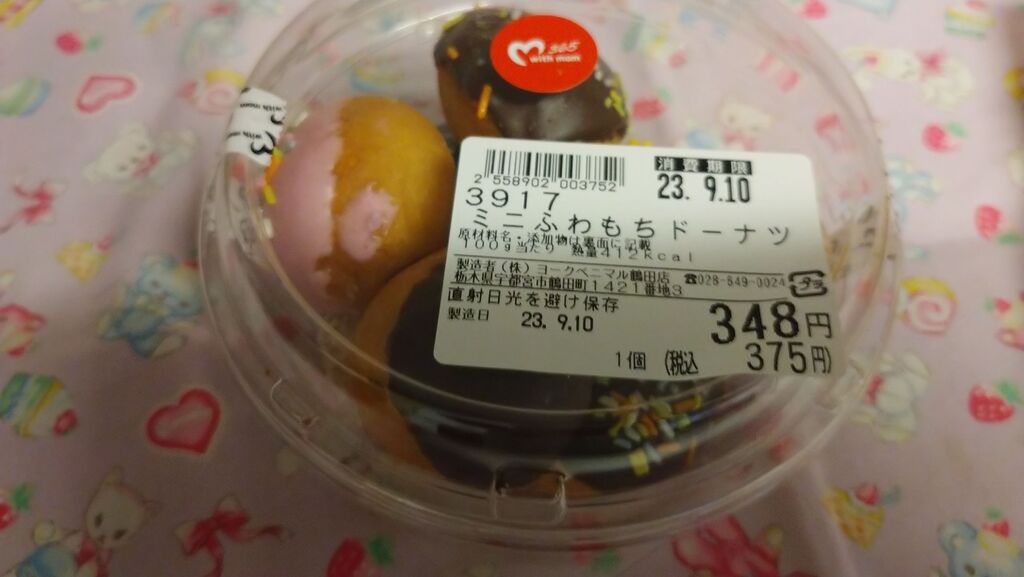 365
with mom
2 558902 003752
消費期限
23. 9.10
3917
ミニふわもちドーナツ
原材料名・添加物は裏面に記載
100g当たり 熱量412kcal
製造者(株)ヨークベニマル鶴田店
栃木県宇都宮市鶴田町1421番地3
☎028-649-0024
プラ
直射日光を避け保存
製造日 23. 9.10
348円
1個 (税込 375円)